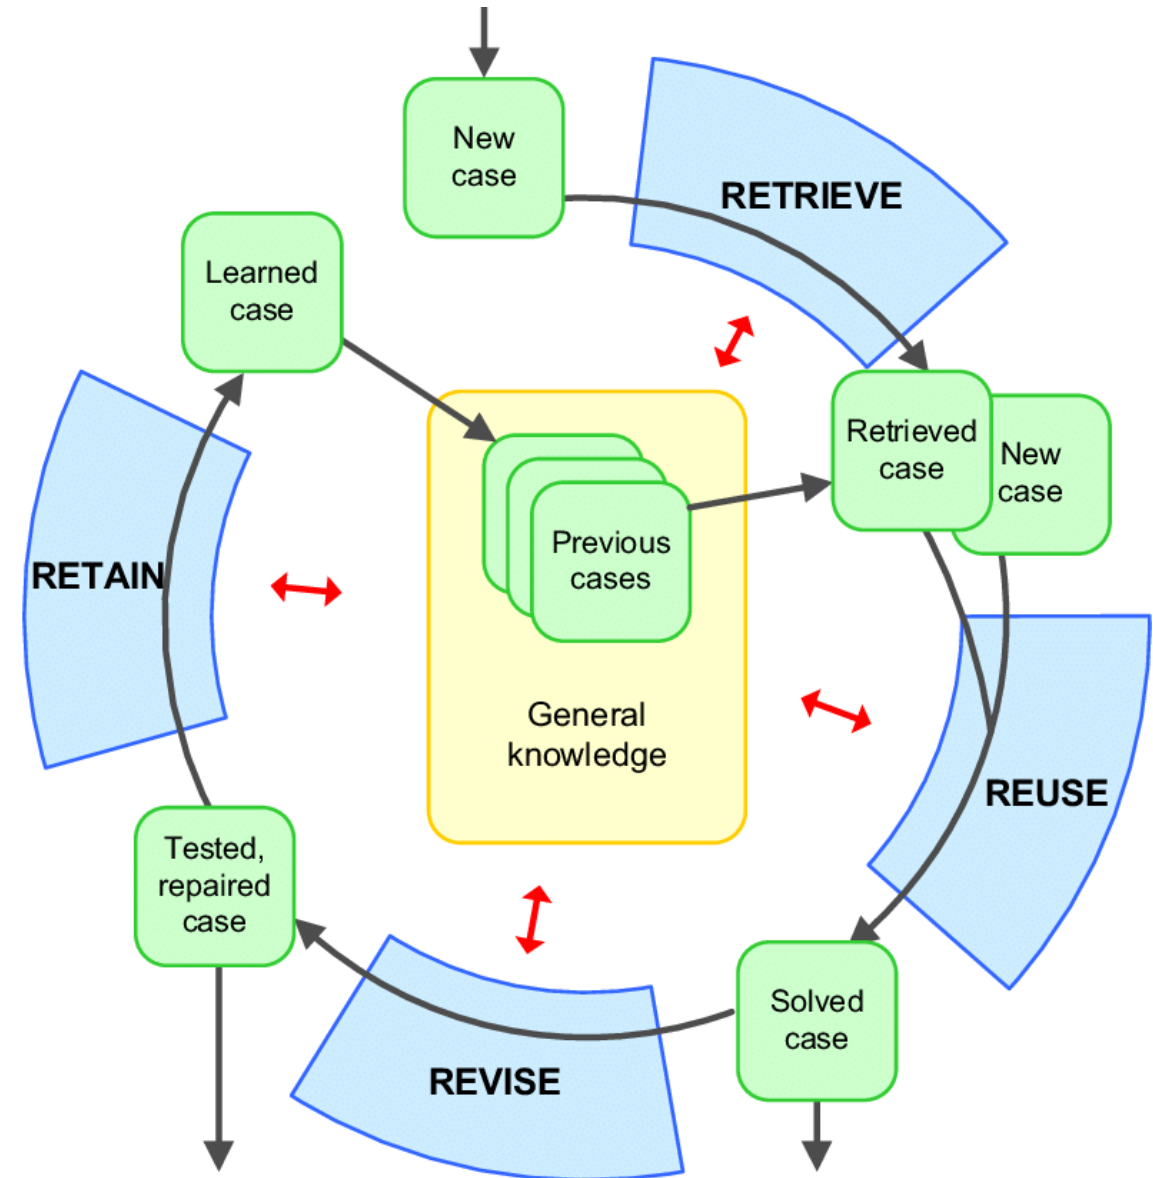 New
case
RETRIEVE
Learned
case
Retrieved
case
New
case
Previous
cases
RETAIN
General
knowledge
REUSE
Tested,
repaired
case
Solved
case
REVISE